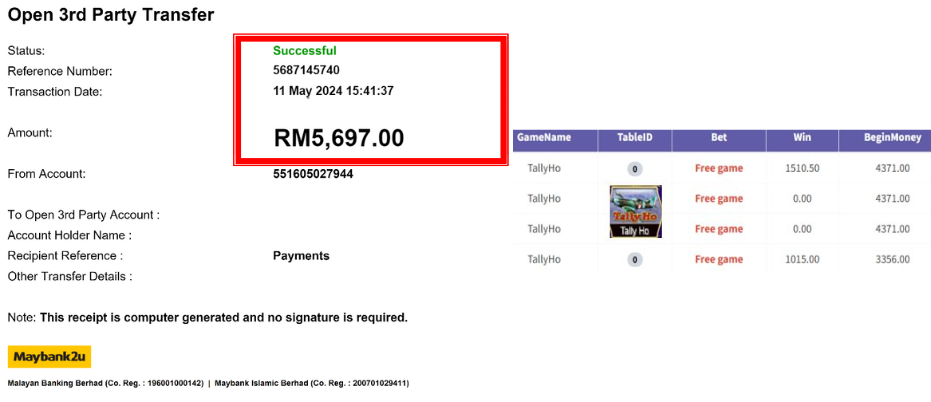 Open 3rd Party Transfer
Status: Successful
Reference Number: 5687145740
Transaction Date: 11 May 2024 15:41:37
Amount: RM5,697.00
From Account: 551605027944
To Open 3rd Party Account :
Account Holder Name :
Recipient Reference : Payments
Other Transfer Details :
Note: This receipt is computer generated and no signature is required.
Maybank2u
Malayan Banking Berhad (Co. Reg. : 196001000142) | Maybank Islamic Berhad (Co. Reg. : 200701029411)
GameName TableID Bet Win BeginMoney
TallyHo 0 Free game 1510.50 4371.00
TallyHo Free game 0.00 4371.00
TallyHo Free game 0.00 4371.00
Tally Ho
Tally Ho
TallyHo 0 Free game 1015.00 3356.00